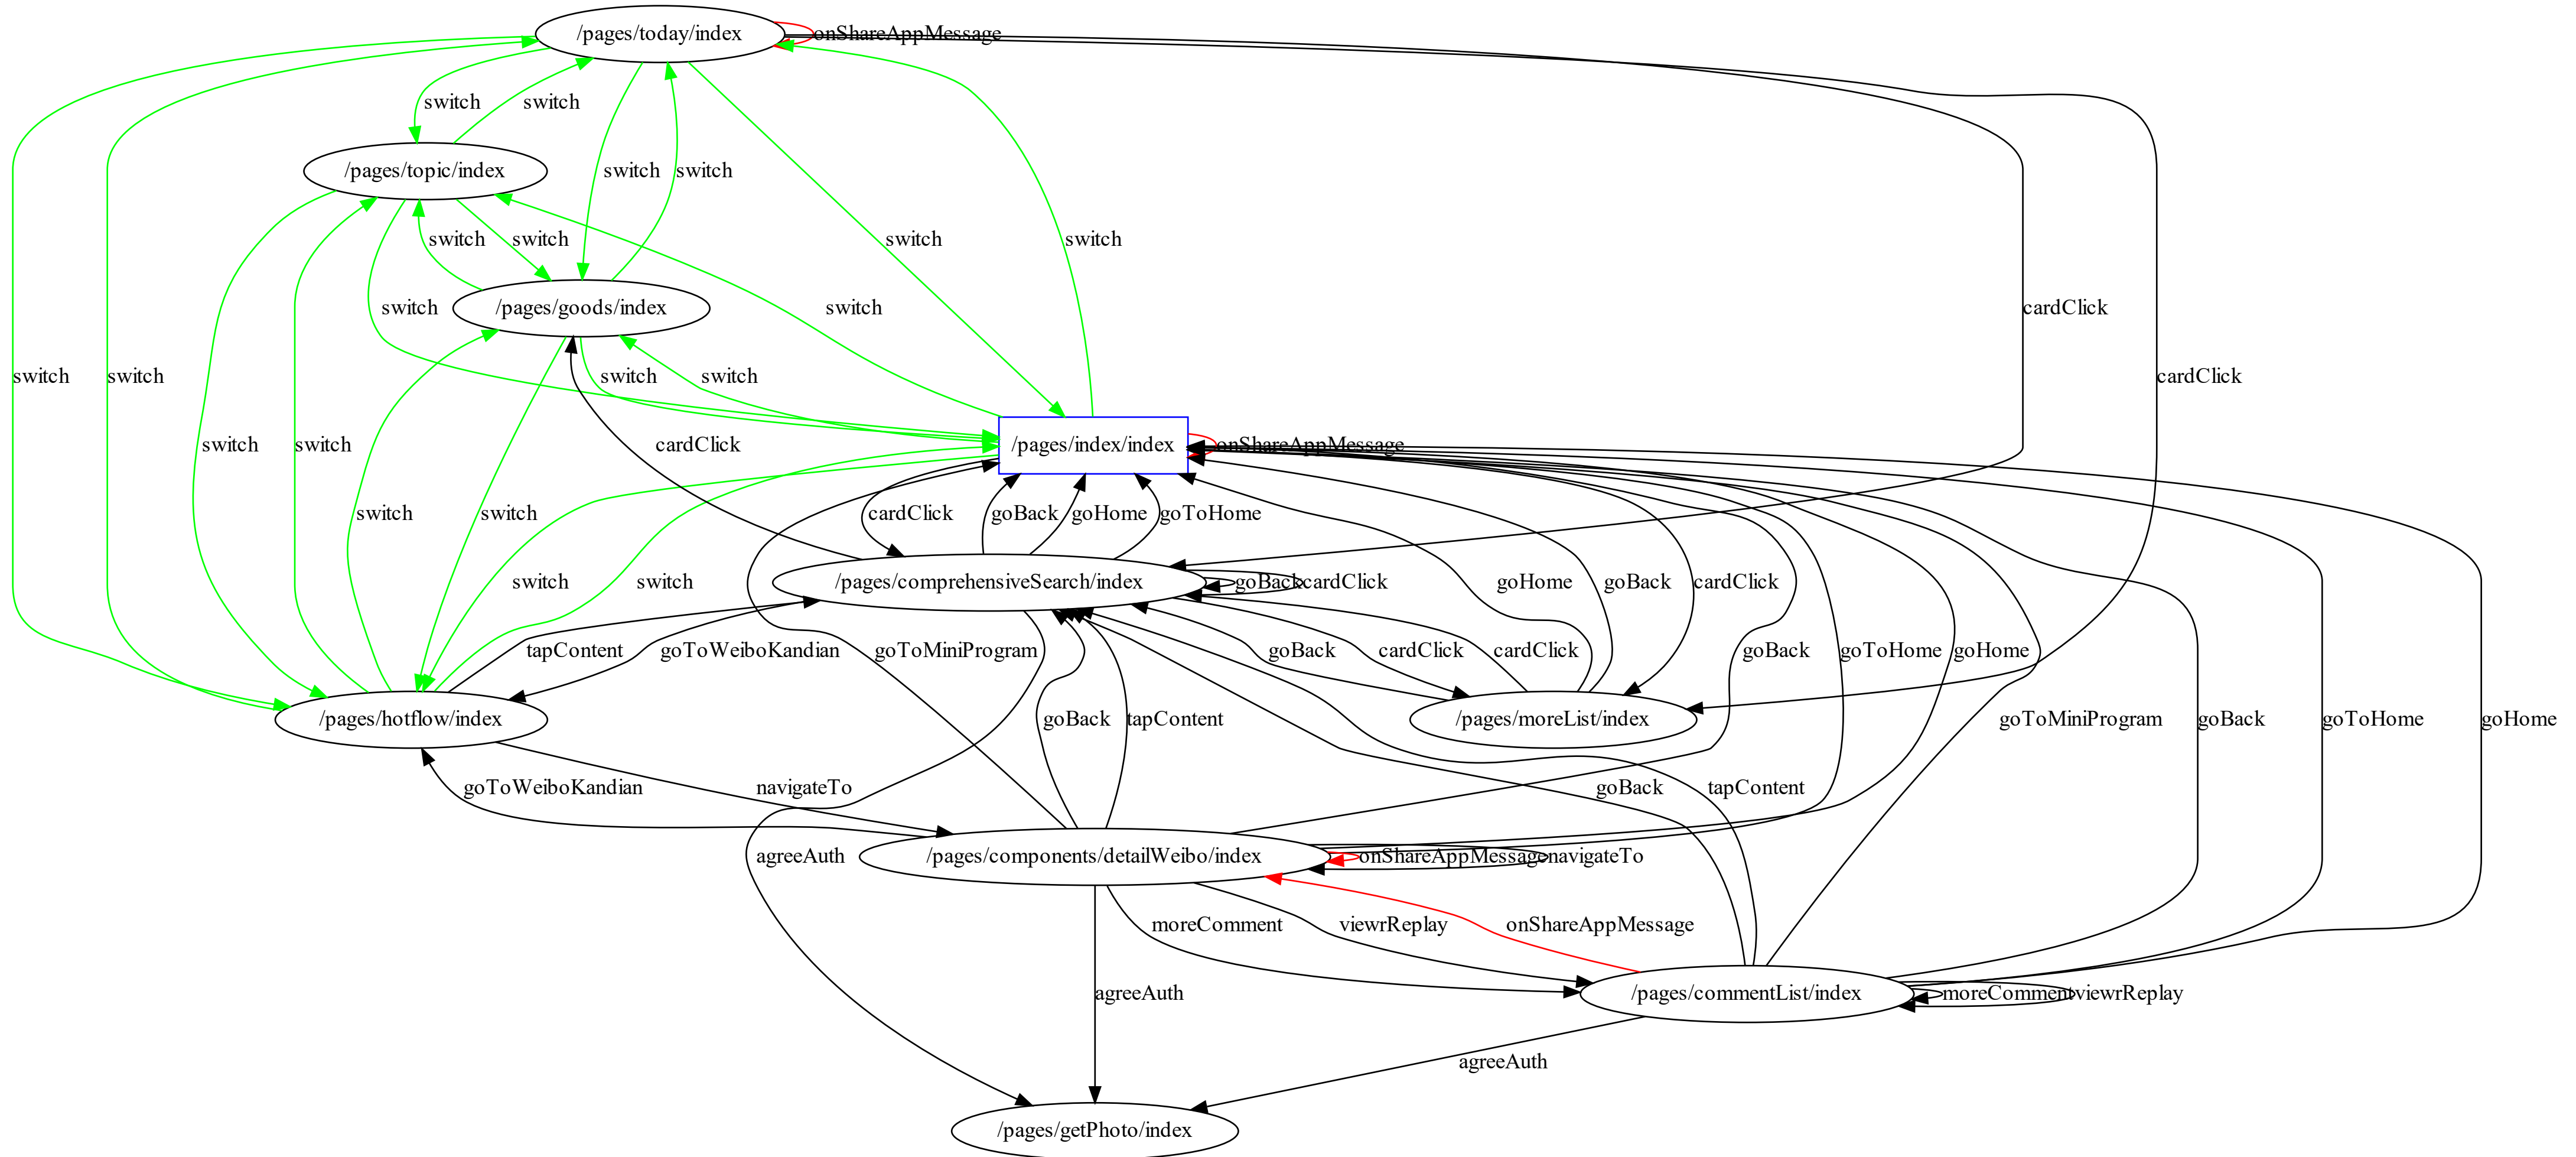 /pages/today/index
onShareAppMessage
switch
switch
/pages/topic/index
switch
switch
switch
switch
switch
switch
/pages/goods/index
switch
switch
cardClick
switch
switch
switch
switch
cardClick
cardClick
/pages/index/index
onShareAppMessage
switch
switch
switch
switch
switch
switch
cardClick
goBack
goHome
goToHome
/pages/comprehensiveSearch/index
goBack
cardClick
goHome
goBack
cardClick
tapContent
goToWeiboKandian
goToMiniProgram
goBack
cardClick
cardClick
goBack
goToHome
goHome
/pages/hotflow/index
goBack
tapContent
/pages/moreList/index
goToMiniProgram
goBack
goToHome
goHome
goToWeiboKandian
navigateTo
goBack
tapContent
agreeAuth
/pages/components/detailWeibo/index
onShareAppMessage
navigateTo
moreComment
viewrReplay
onShareAppMessage
agreeAuth
/pages/commentList/index
moreComment
viewrReplay
agreeAuth
/pages/getPhoto/index
cardClick